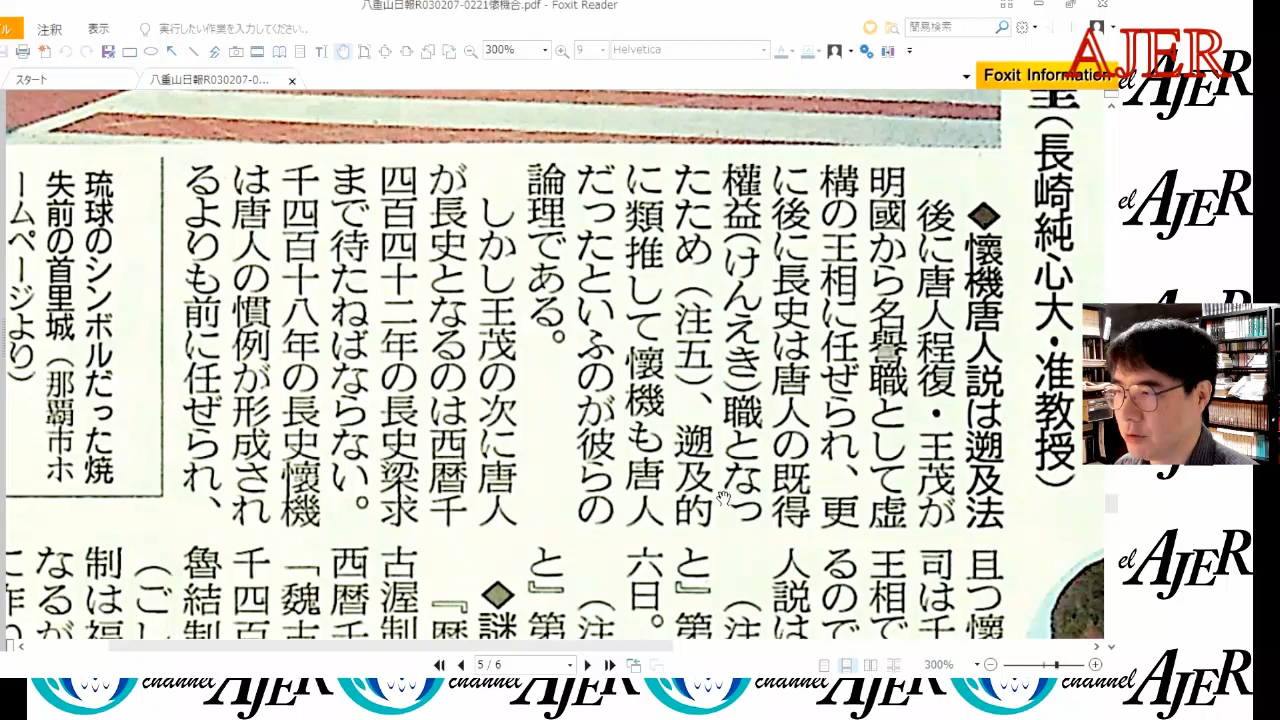 八重山日報R030207-0221懐機合.pdf - Foxit Reader
注釈
表示
実行したい作業を入力してください...
簡易検索
300%
9
Helvetica
スタート
八重山日報R030207-0...
Foxit Information
AJER
el AJER
el AJER
（長崎純心大・准教授）
◆懐機唐人説は遡及法
後に唐人程復・王茂が
明國から名譽職として虚
構の王相に任ぜられ、更
に後に長史は唐人の既得
權益（けんえき）職となっ
たため（注五）、遡及的
に類推して懐機も唐人
だったといふのが彼らの
論理である。
しかし王茂の次に唐人
が長史となるのは西暦千
四百四十二年の長史梁求
まで待たねばならない。
千四百十八年の長史懐機
は唐人の慣例が形成され
るよりも前に任ぜられ、
琉球のシンボルだった焼
失前の首里城（那覇市ホ
ームページより）
且つ懐
司は千
王相で
るので
人説は
（注
と』第
六日。
（注
と』第
◆謎
『歴
古渥制
西暦千
「魏古
千四百
魯結制
（ごし
制は福
なるが
5 / 6
300%
el AJER
el AJER
channel AJER
channel AJER
channel AJER
channel AJER